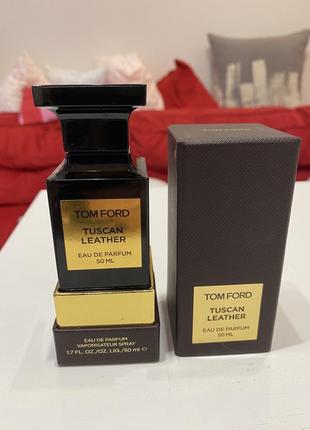 TOM FORD
TUSCAN
LEATHER
EAU DE PARFUM
50 ML
EAU DE PARFUM
VAPORISATEUR SPRAY
1.7 FL. OZ./OZ. LIQ./50 ml ℮
TOM FORD
TUSCAN
LEATHER
EAU DE PARFUM
50 ML